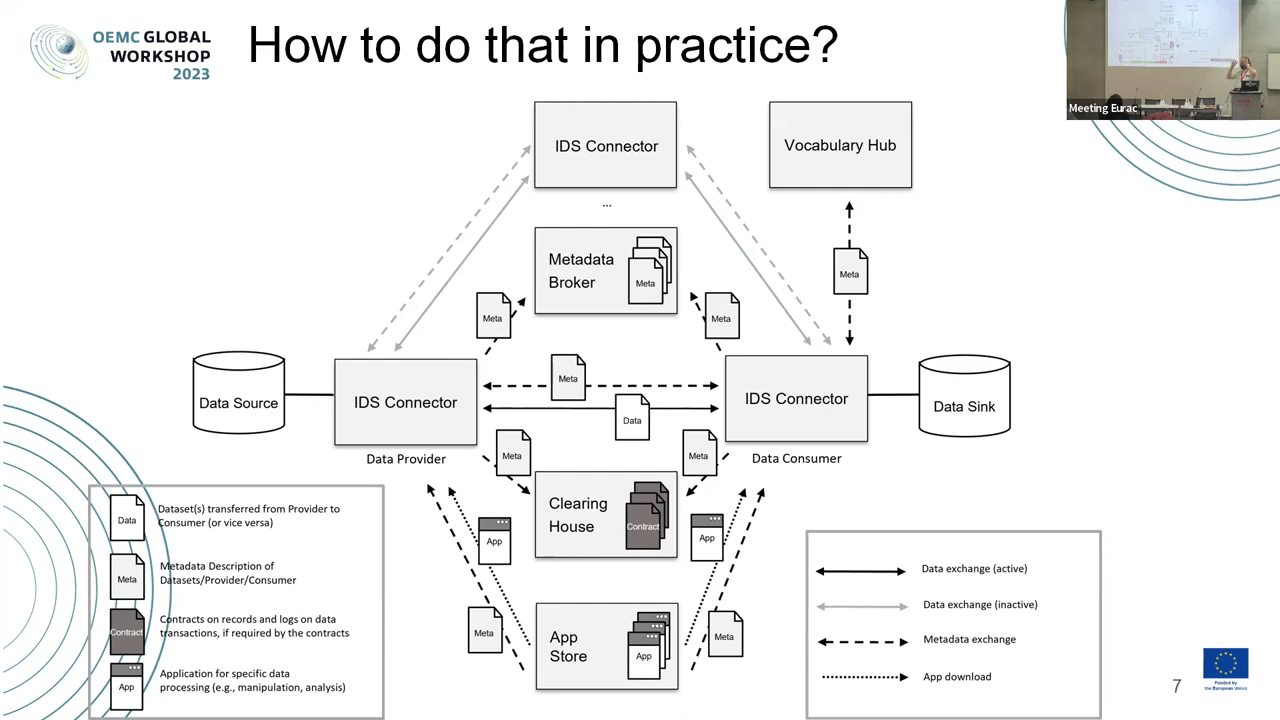 OEMC GLOBAL
WORKSHOP
2023
How to do that in practice?
Meeting Eurac
IDS Connector
...
Vocabulary Hub
Metadata
Broker
Meta
Meta
Meta
Meta
Data Source
IDS Connector
Data Provider
Meta
Data
IDS Connector
Data Consumer
Data Sink
Meta
Meta
Clearing
House
Contract
App
App
Meta
Meta
App
Store
App
Data
Dataset(s) transferred from Provider to
Consumer (or vice versa)
Meta
Metadata Description of
Datasets/Provider/Consumer
Contract
Contracts on records and logs on data
transactions, if required by the contracts
App
Application for specific data
processing (e.g., manipulation, analysis)
Data exchange (active)
Data exchange (inactive)
Metadata exchange
App download
7
Funded by
the European Union